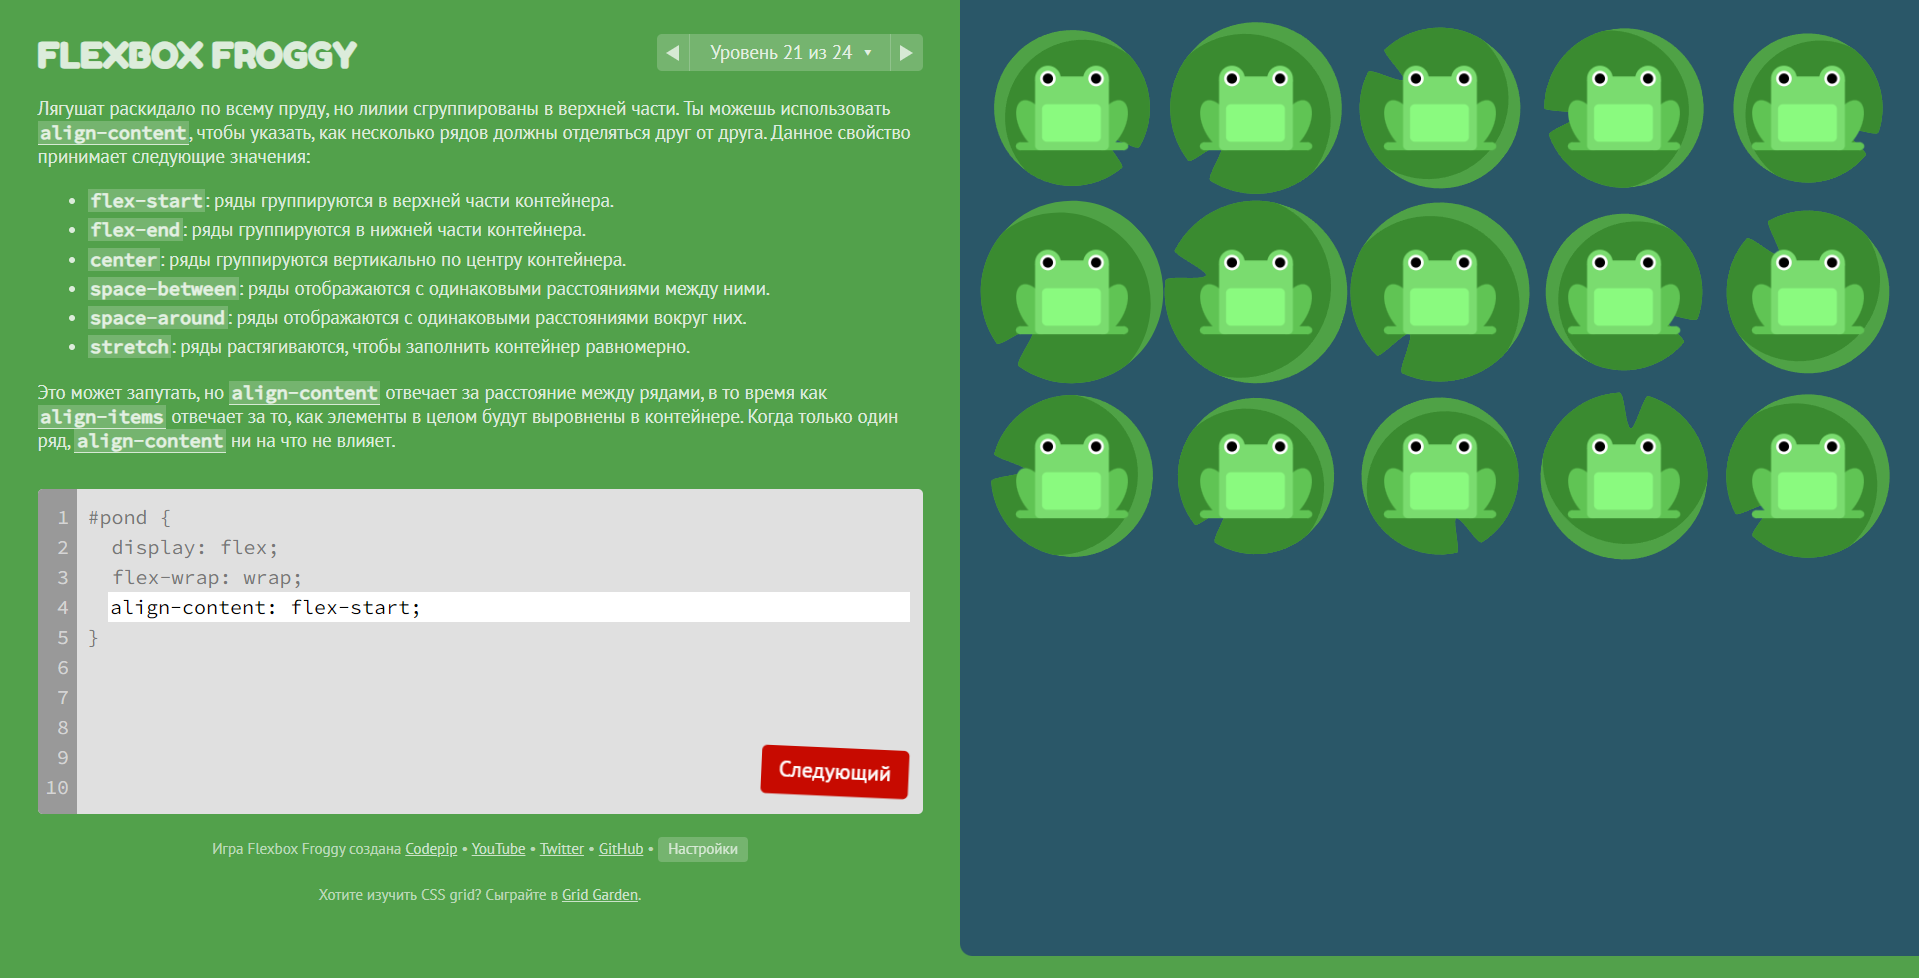 FLEXBOX FROGGY
Уровень 21 из 24
Лягушат раскидало по всему пруду, но лилии сгруппированы в верхней части. Ты можешь использовать
align-content, чтобы указать, как несколько рядов должны отделяться друг от друга. Данное свойство
принимает следующие значения:
• flex-start: ряды группируются в верхней части контейнера.
• flex-end: ряды группируются в нижней части контейнера.
• center: ряды группируются вертикально по центру контейнера.
• space-between: ряды отображаются с одинаковыми расстояниями между ними.
• space-around: ряды отображаются с одинаковыми расстояниями вокруг них.
• stretch: ряды растягиваются, чтобы заполнить контейнер равномерно.
Это может запутать, но align-content отвечает за расстояние между рядами, в то время как
align-items отвечает за то, как элементы в целом будут выровнены в контейнере. Когда только один
ряд, align-content ни на что не влияет.
1 #pond {
2 display: flex;
3 flex-wrap: wrap;
4 align-content: flex-start;
5 }
6
7
8
9
10
Следующий
Игра Flexbox Froggy создана Codepip • YouTube • Twitter • GitHub • Настройки
Хотите изучить CSS grid? Сыграйте в Grid Garden.